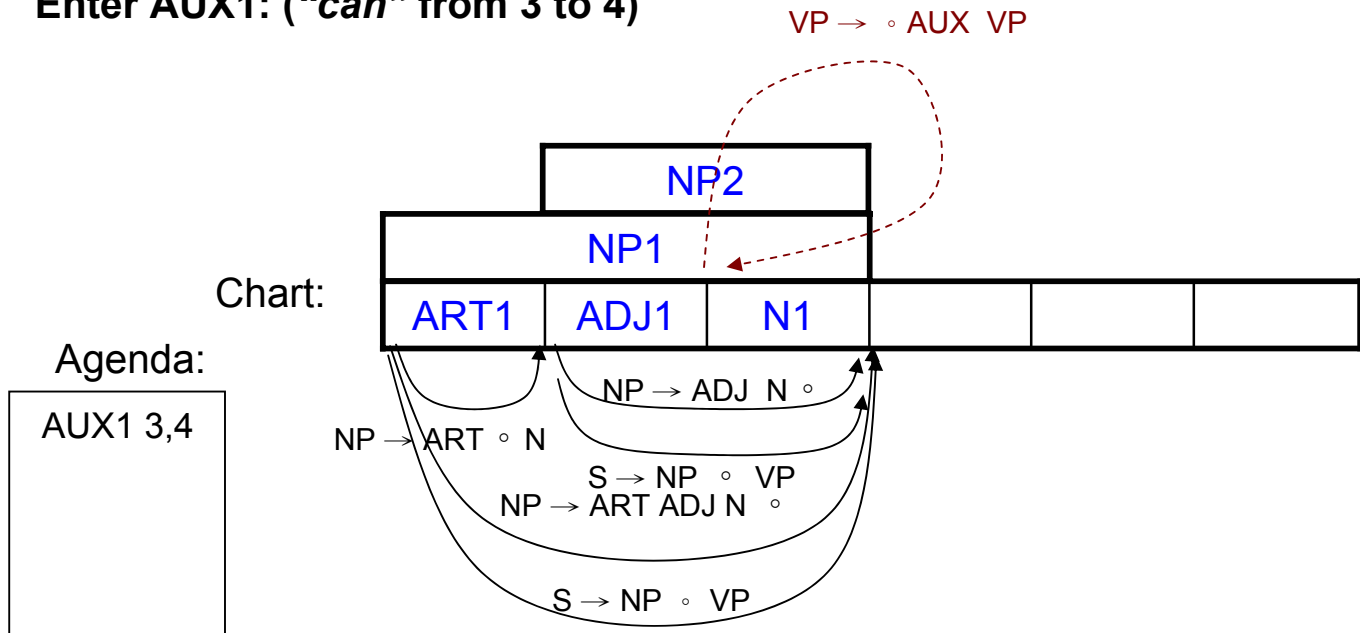 Enter AUX1: ("can" from 3 to 4)
VP → ∘ AUX VP
NP2
NP1
Chart:
ART1 ADJ1 N1
Agenda:
AUX1 3,4
NP → ADJ N ∘
NP → ART ∘ N
S → NP ∘ VP
NP → ART ADJ N ∘
S → NP ∘ VP